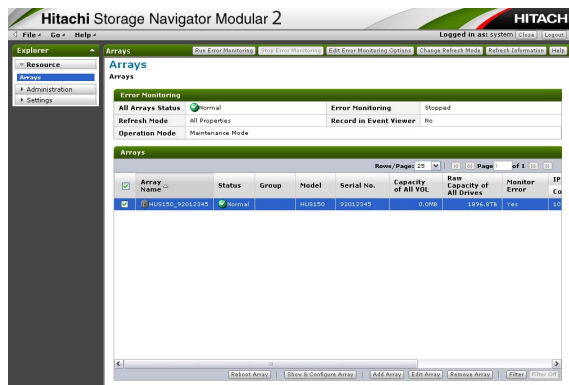 Hitachi Storage Navigator Modular 2
HITACH
File Go Help
Logged in as: system Close Logout
Explorer
Arrays Run Error Monitoring Stop Error Monitoring Edit Error Monitoring Options Change Refresh Mode Refresh Information Help
Resource
Arrays
Administration
Settings
Arrays
Arrays
Error Monitoring
All Arrays Status Normal Error Monitoring Stopped
Refresh Mode All Properties Record in Event Viewer No
Operation Mode Maintenance Mode
Arrays
Rows/Page: 25 Page 1 of 1
Array Name Status Group Model Serial No. Capacity of All VOL Raw Capacity of All Drives Monitor Error IP
Co
HUS150_92012345 Normal HUS150 92012345 0.0MB 1896.8TB Yes 10
Reboot Array Show & Configure Array Add Array Edit Array Remove Array Filter Filter Off